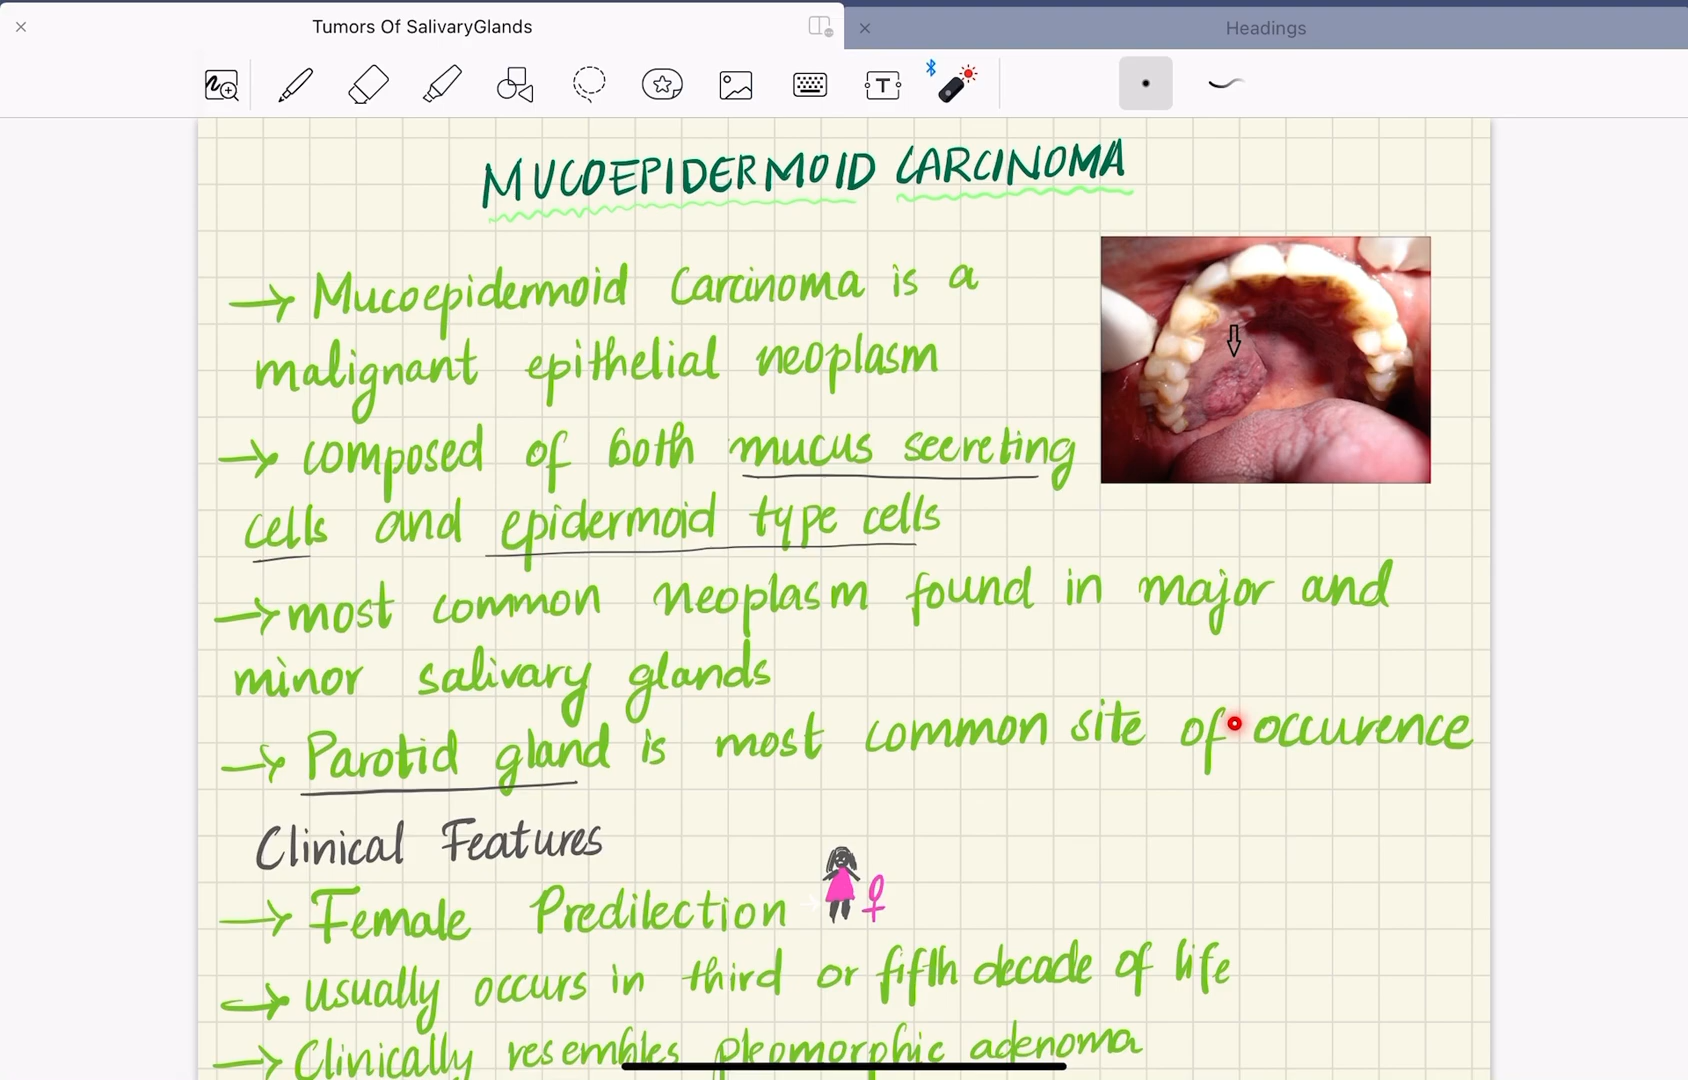 Tumors Of SalivaryGlands
Headings
T
MUCOEPIDERMOID CARCINOMA
→ Mucoepidermoid Carcinoma is a
malignant epithelial neoplasm
→ composed of both mucus secreting
cells and epidermoid type cells
→ most common neoplasm found in major and
minor salivary glands
→ Parotid gland is most common site of occurence
Clinical Features
→ Female Predilection ♀
→ usually occurs in third or fifth decade of life
→ Clinically resembles pleomorphic adenoma